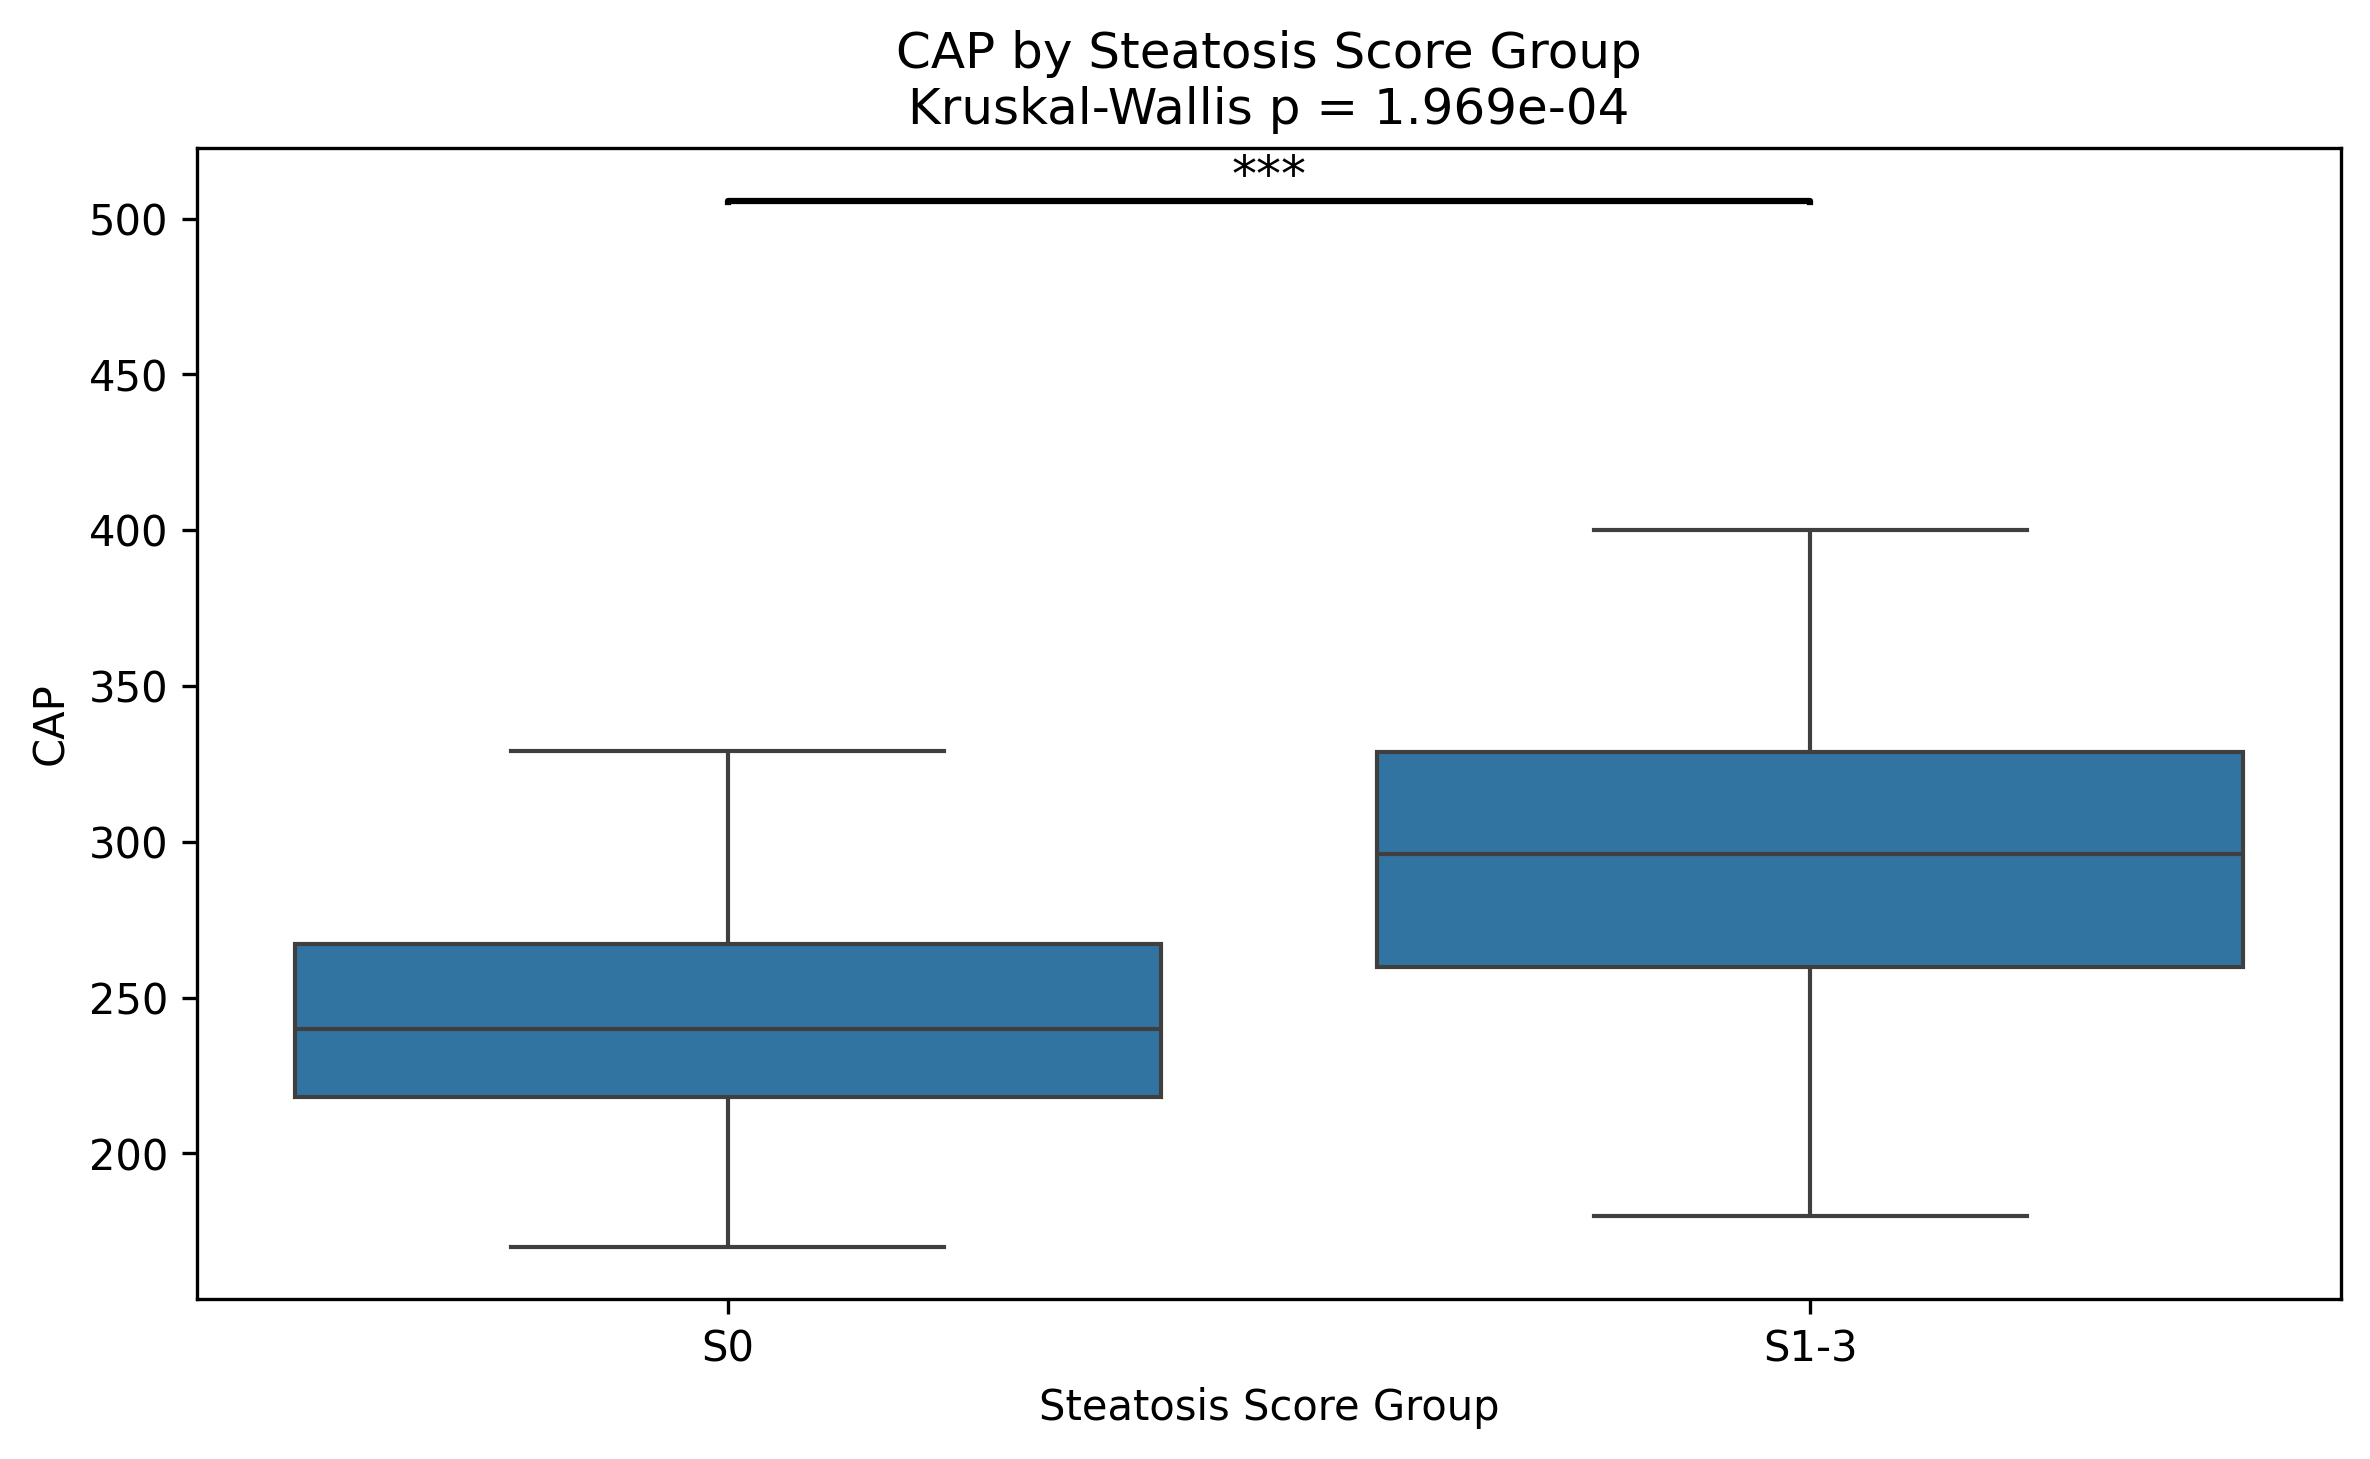 CAP by Steatosis Score Group
Kruskal-Wallis p = 1.969e-04
***
500
450
400
350
300
250
200
CAP
S0
S1-3
Steatosis Score Group